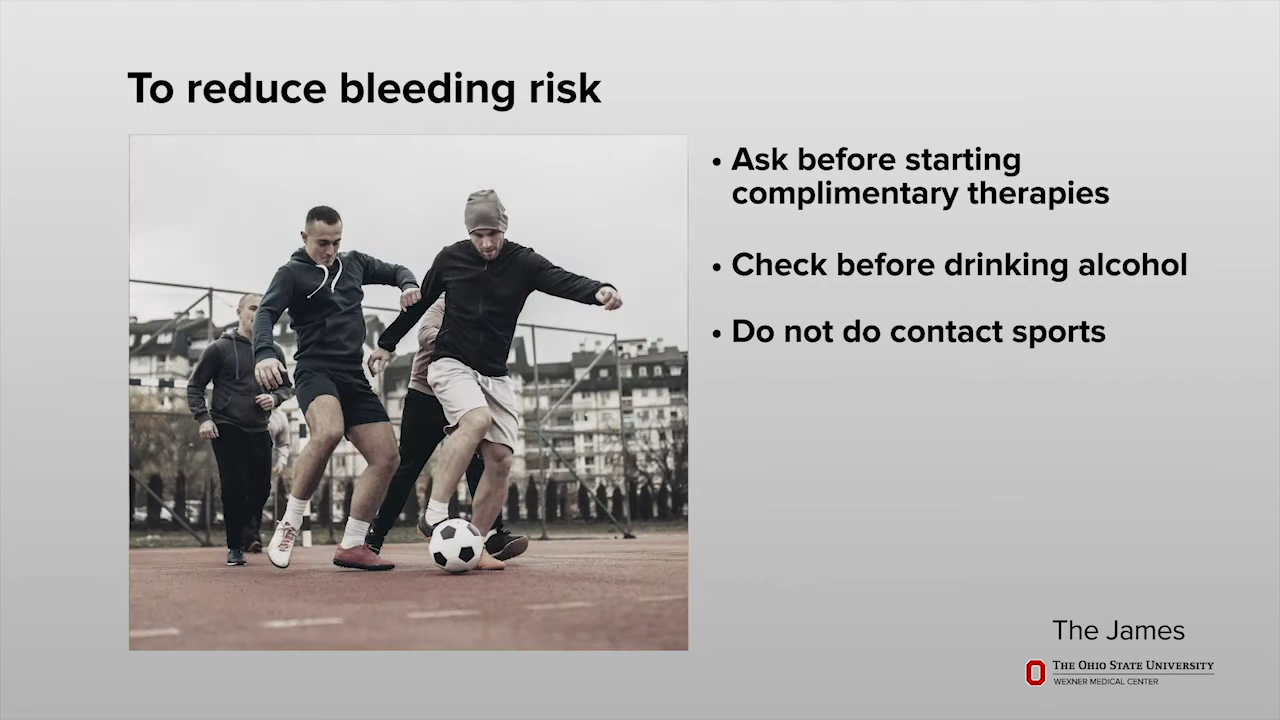 To reduce bleeding risk
• Ask before starting
complimentary therapies
• Check before drinking alcohol
• Do not do contact sports
The James
THE OHIO STATE UNIVERSITY
WEXNER MEDICAL CENTER